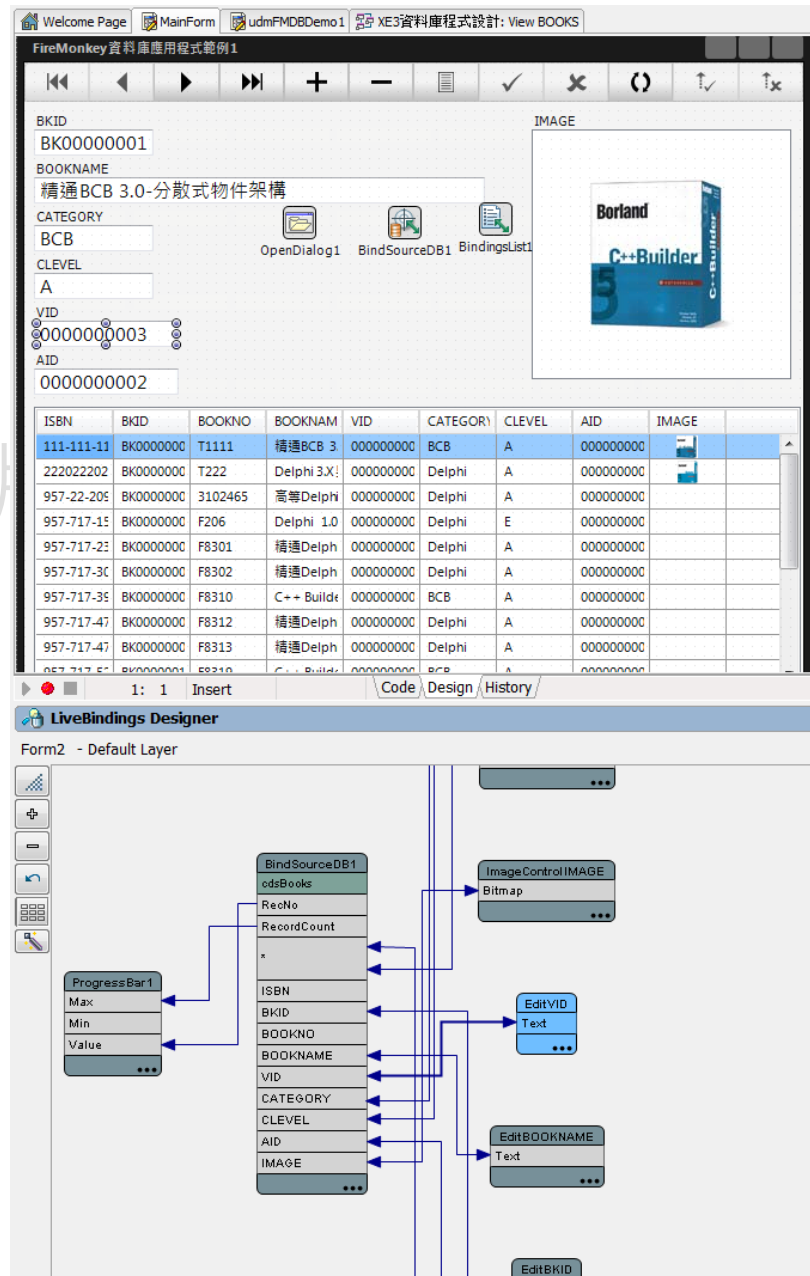 Welcome Page MainForm udmFMDBDemo1 XE3資料庫程式設計: View BOOKS
FireMonkey資料庫應用程式範例1
BKID
IMAGE
BK00000001
BOOKNAME
精通BCB 3.0-分散式物件架構
CATEGORY
BCB
OpenDialog1 BindSourceDB1 BindingsList1
CLEVEL
A
VID
0000000003
AID
0000000002
Borland
C++Builder
5
C++Builder
ISBN BKID BOOKNO BOOKNAM VID CATEGORY CLEVEL AID IMAGE
111-111-11 BK0000000 T1111 精通BCB 3. 000000000 BCB A 000000000
222022202 BK0000000 T222 Delphi 3.X 000000000 Delphi A 000000000
957-22-209 BK0000000 3102465 高等Delphi 000000000 Delphi A 000000000
957-717-15 BK0000000 F206 Delphi 1.0 000000000 Delphi E 000000000
957-717-23 BK0000000 F8301 精通Delph 000000000 Delphi A 000000000
957-717-30 BK0000000 F8302 精通Delph 000000000 Delphi A 000000000
957-717-39 BK0000000 F8310 C++ Builde 000000000 BCB A 000000000
957-717-47 BK0000000 F8312 精通Delph 000000000 Delphi A 000000000
957-717-47 BK0000000 F8313 精通Delph 000000000 Delphi A 000000000
1: 1 Insert Code Design History
LiveBindings Designer
Form2 - Default Layer
BindSourceDB1
cdsBooks
RecNo
RecordCount
*
ISBN
BKID
BOOKNO
BOOKNAME
VID
CATEGORY
CLEVEL
AID
IMAGE
ProgressBar1
Max
Min
Value
ImageControlIMAGE
Bitmap
EditVID
Text
EditBOOKNAME
Text
EditBKID